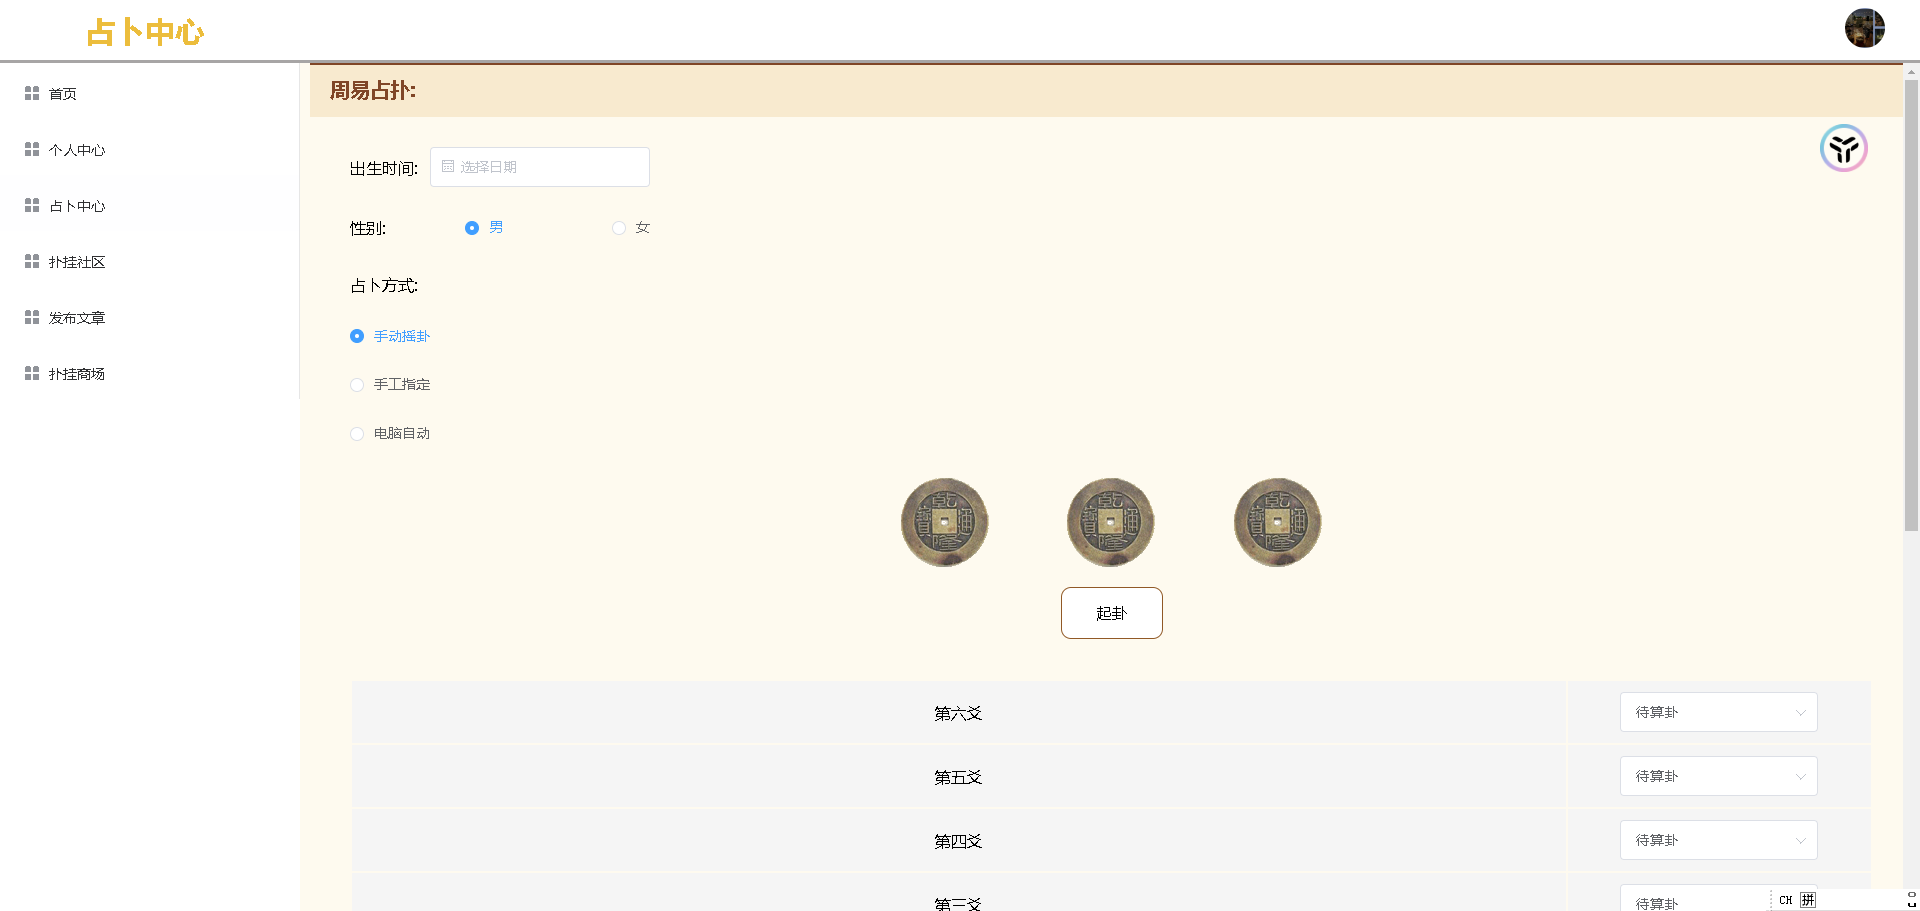 占卜中心
首页
个人中心
占卜中心
扑挂社区
发布文章
扑挂商场
周易占扑:
出生时间: 选择日期
性别: 男 女
占卜方式:
手动摇卦
手工指定
电脑自动
乾隆通寶 乾隆通寶 乾隆通寶
起卦
第六爻 待算卦
第五爻 待算卦
第四爻 待算卦
第三爻 待算卦
CH 拼